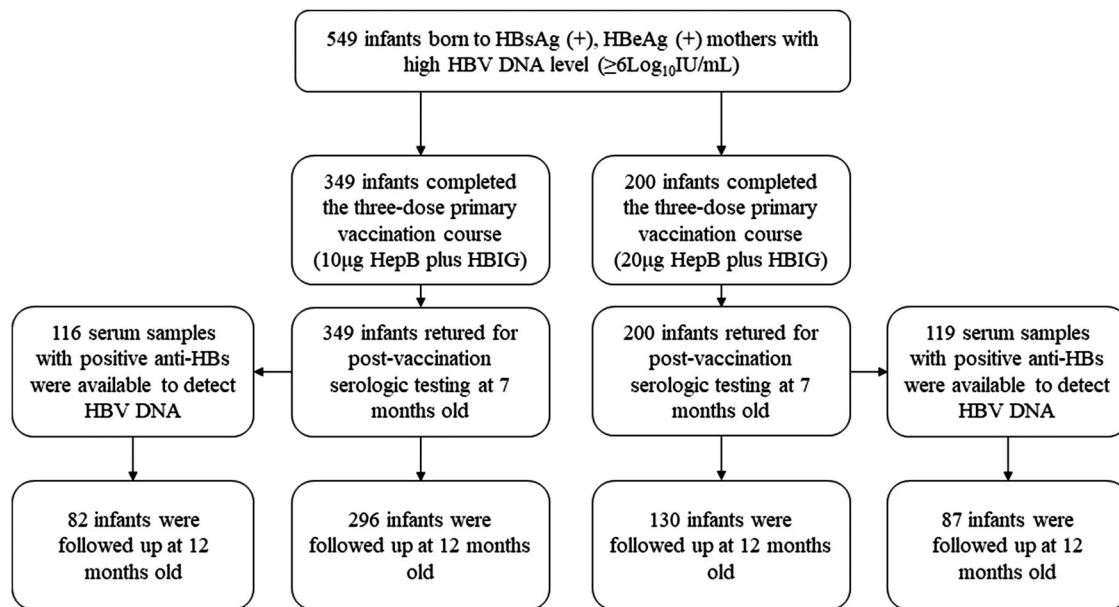 549 infants born to HBsAg (+), HBeAg (+) mothers with
high HBV DNA level (≥6Log₁₀IU/mL)
349 infants completed
the three-dose primary
vaccination course
(10μg HepB plus HBIG)
200 infants completed
the three-dose primary
vaccination course
(20μg HepB plus HBIG)
116 serum samples
with positive anti-HBs
were available to detect
HBV DNA
349 infants retured for
post-vaccination
serologic testing at 7
months old
200 infants retured for
post-vaccination
serologic testing at 7
months old
119 serum samples
with positive anti-HBs
were available to detect
HBV DNA
82 infants were
followed up at 12
months old
296 infants were
followed up at 12 months
old
130 infants were
followed up at 12 months
old
87 infants were
followed up at 12
months old